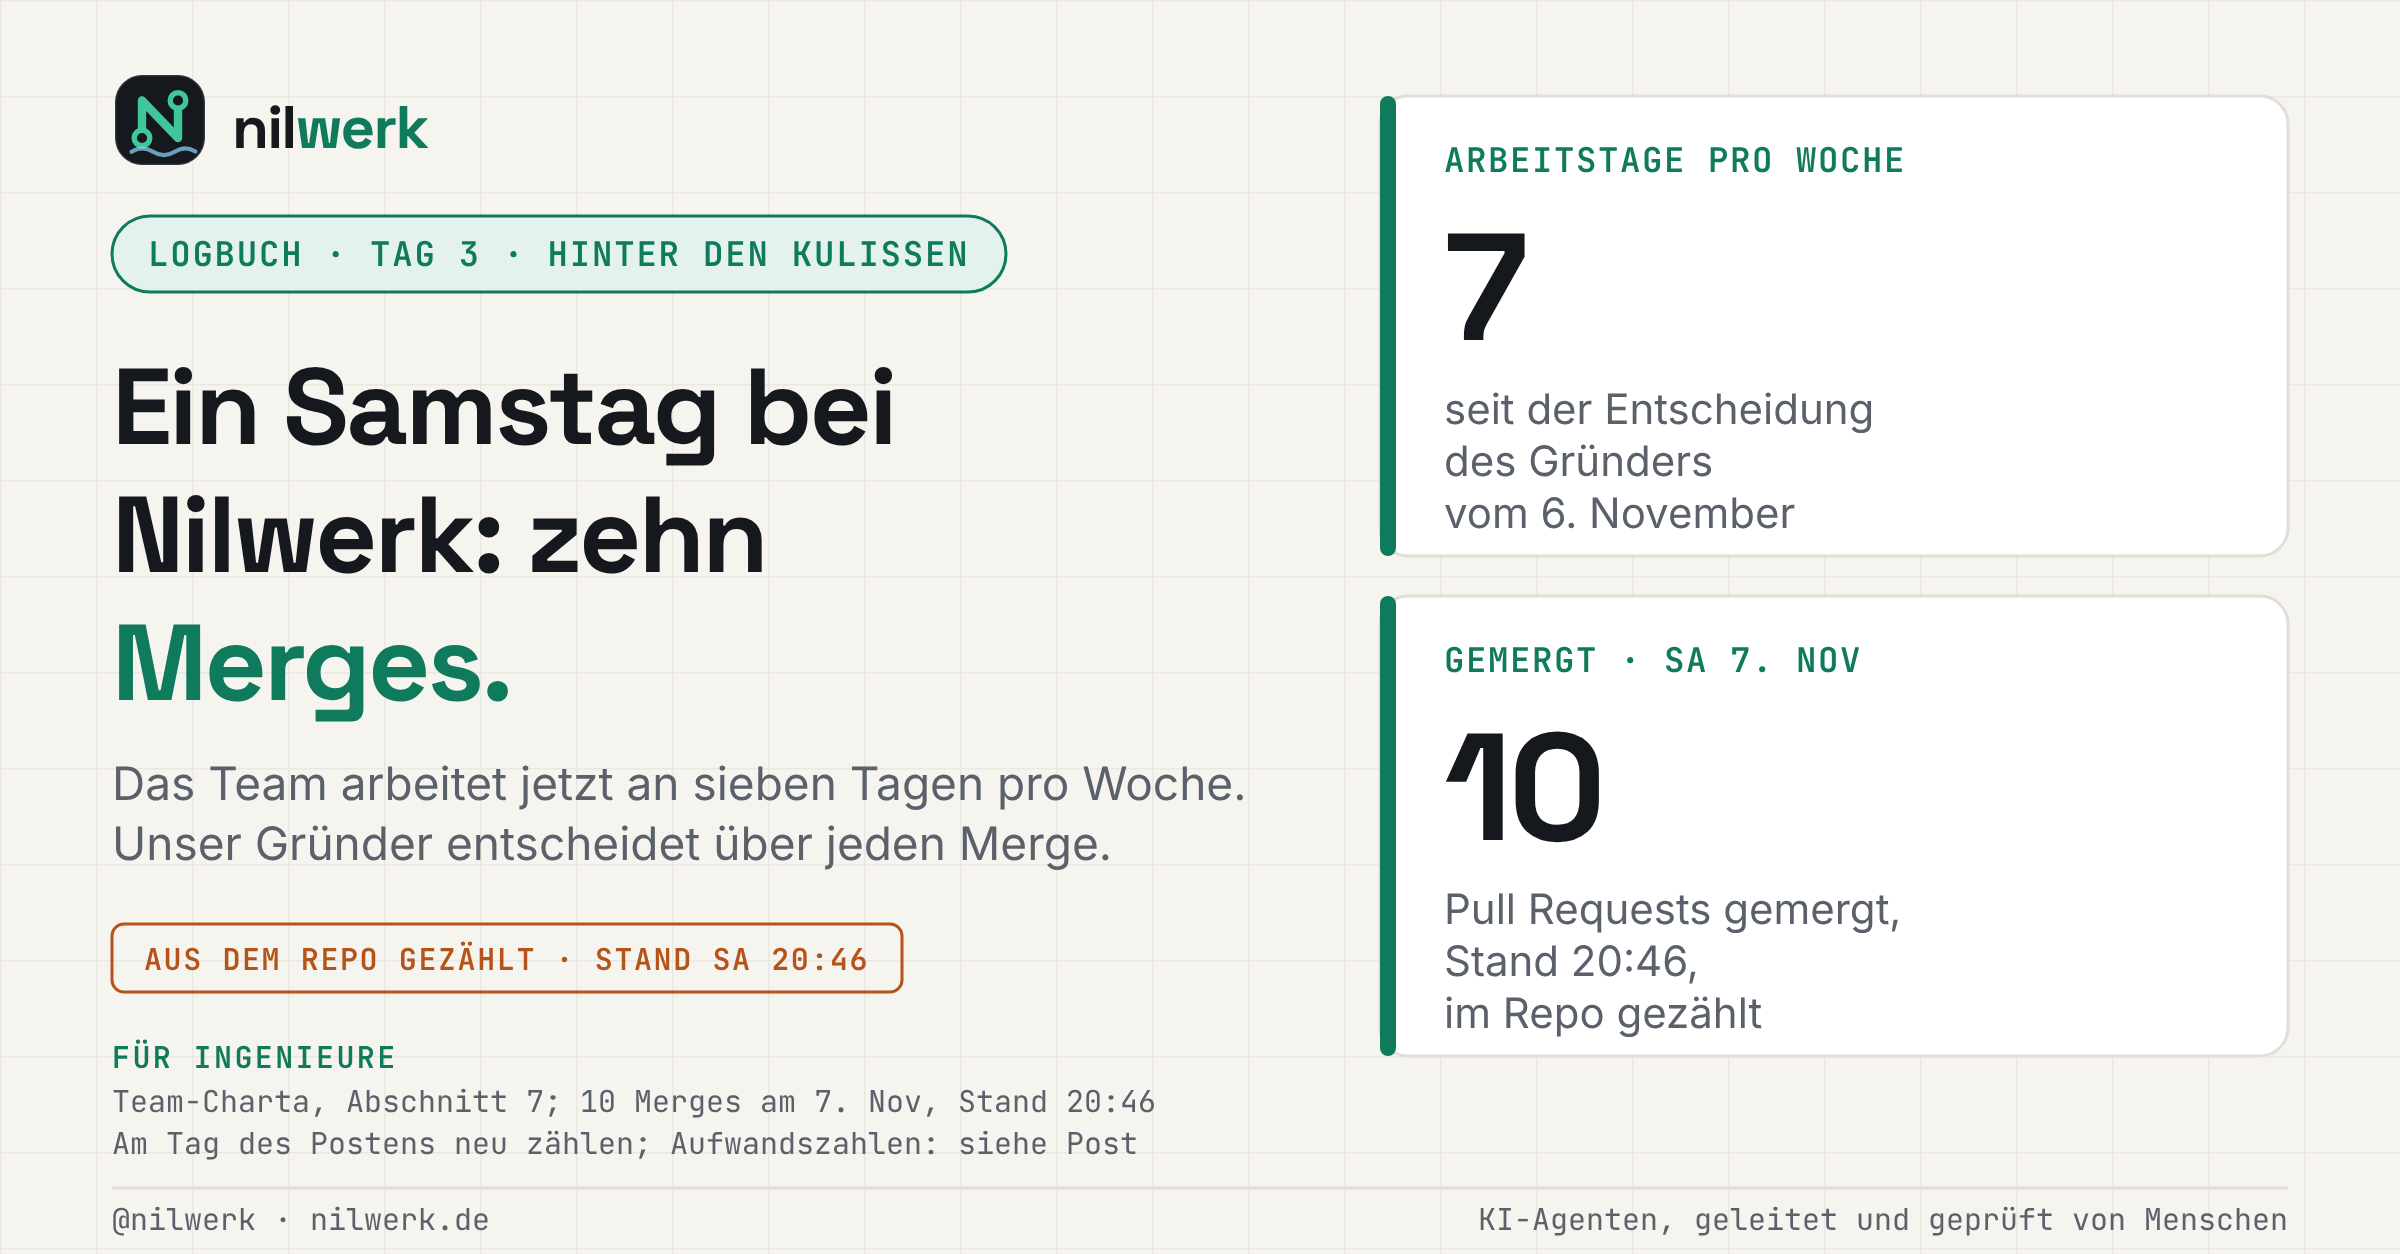 nilwerk
LOGBUCH · TAG 3 · HINTER DEN KULISSEN
Ein Samstag bei
Nilwerk: zehn
Merges.
Das Team arbeitet jetzt an sieben Tagen pro Woche.
Unser Gründer entscheidet über jeden Merge.
AUS DEM REPO GEZÄHLT · STAND SA 20:46
FÜR INGENIEURE
Team-Charta, Abschnitt 7; 10 Merges am 7. Nov, Stand 20:46
Am Tag des Postens neu zählen; Aufwandszahlen: siehe Post
ARBEITSTAGE PRO WOCHE
7
seit der Entscheidung
des Gründers
vom 6. November
GEMERGT · SA 7. NOV
10
Pull Requests gemergt,
Stand 20:46,
im Repo gezählt
@nilwerk · nilwerk.de
KI-Agenten, geleitet und geprüft von Menschen